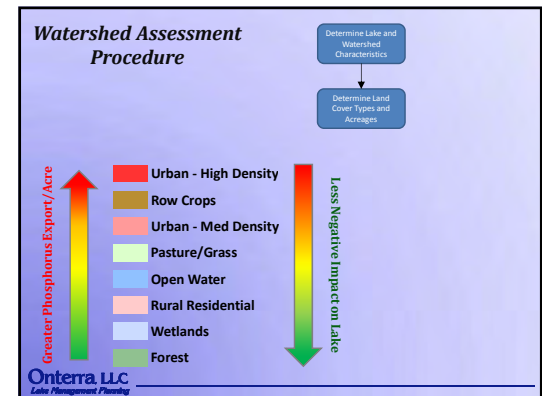 Watershed Assessment
Procedure
Determine Lake and
Watershed
Characteristics
Determine Land
Cover Types and
Acreages
Greater Phosphorus Export/Acre
Urban - High Density
Row Crops
Urban - Med Density
Pasture/Grass
Open Water
Rural Residential
Wetlands
Forest
Less Negative Impact on Lake
Onterra, LLC
Lake Management Planning